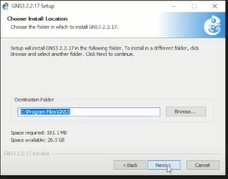 GNS3 2.2.17 Setup
Choose Install Location
Choose the folder in which to install GNS3 2.2.17.
Setup will install GNS3 2.2.17 in the following folder. To install in a different folder, click
Browse and select another folder. Click Next to continue.
Destination Folder
C:\Program Files\GNS3
Browse...
Space required: 191.1 MB
Space available: 26.3 GB
GNS3 2.2.17 Installer
< Back
Next >
Cancel